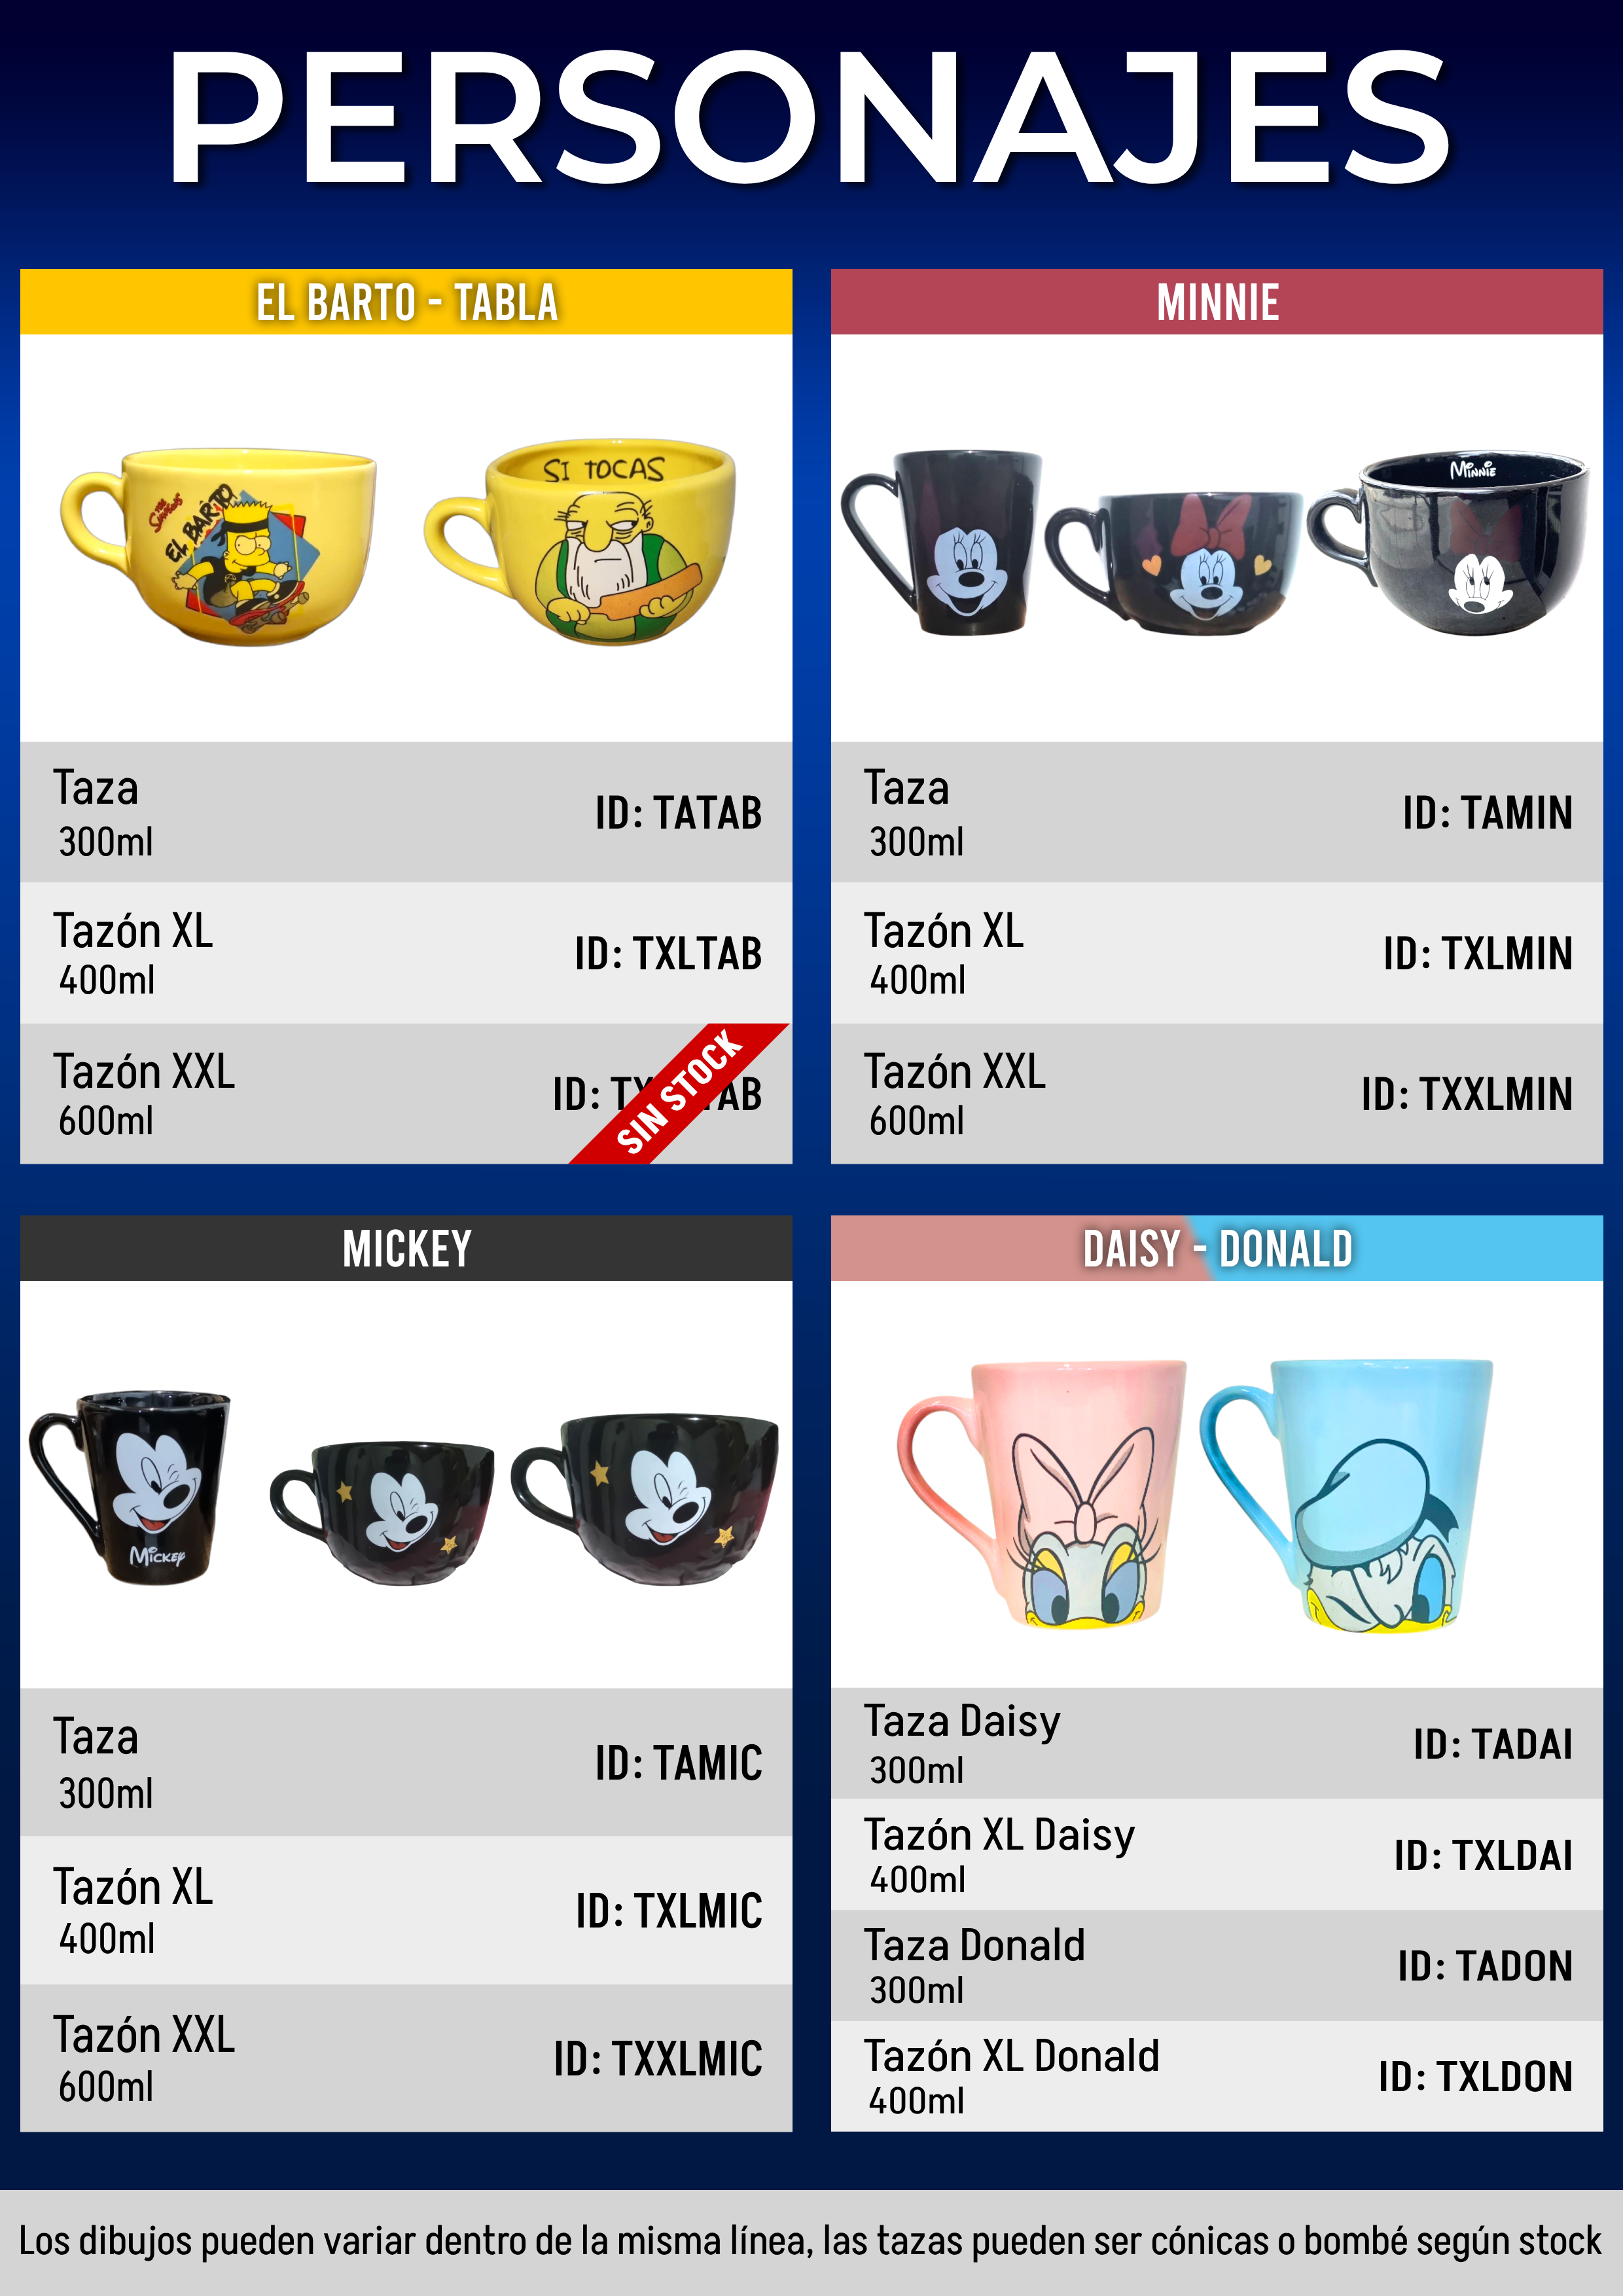 PERSONAJES
EL BARTO - TABLA
The Simpsons
EL BARTO
SI TOCAS
Taza
300ml
ID: TATAB
Tazón XL
400ml
ID: TXLTAB
Tazón XXL
600ml
ID:
SIN STOCK
MINNIE
Minnie
Taza
300ml
ID: TAMIN
Tazón XL
400ml
ID: TXLMIN
Tazón XXL
600ml
ID: TXXLMIN
MICKEY
Mickey
Taza
300ml
ID: TAMIC
Tazón XL
400ml
ID: TXLMIC
Tazón XXL
600ml
ID: TXXLMIC
DAISY - DONALD
Taza Daisy
300ml
ID: TADAI
Tazón XL Daisy
400ml
ID: TXLDAI
Taza Donald
300ml
ID: TADON
Tazón XL Donald
400ml
ID: TXLDON
Los dibujos pueden variar dentro de la misma línea, las tazas pueden ser cónicas o bombé según stock